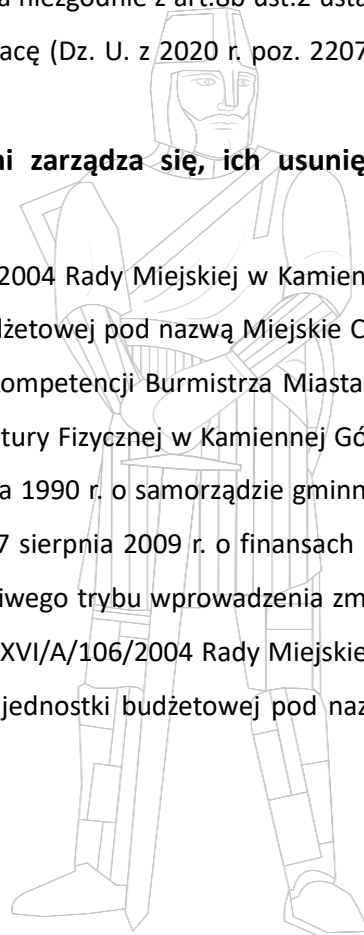 a niezgodnie z art.8b ust.2 usta
acę (Dz. U. z 2020 r. poz. 2207
ni zarządza się, ich usunię
2004 Rady Miejskiej w Kamien
dżetowej pod nazwą Miejskie C
kompetencji Burmistrza Miasta
tury Fizycznej w Kamiennej Gó
a 1990 r. o samorządzie gminn
7 sierpnia 2009 r. o finansach
iwego trybu wprowadzenia zm
XVI/A/106/2004 Rady Miejskie
jednostki budżetowej pod naz